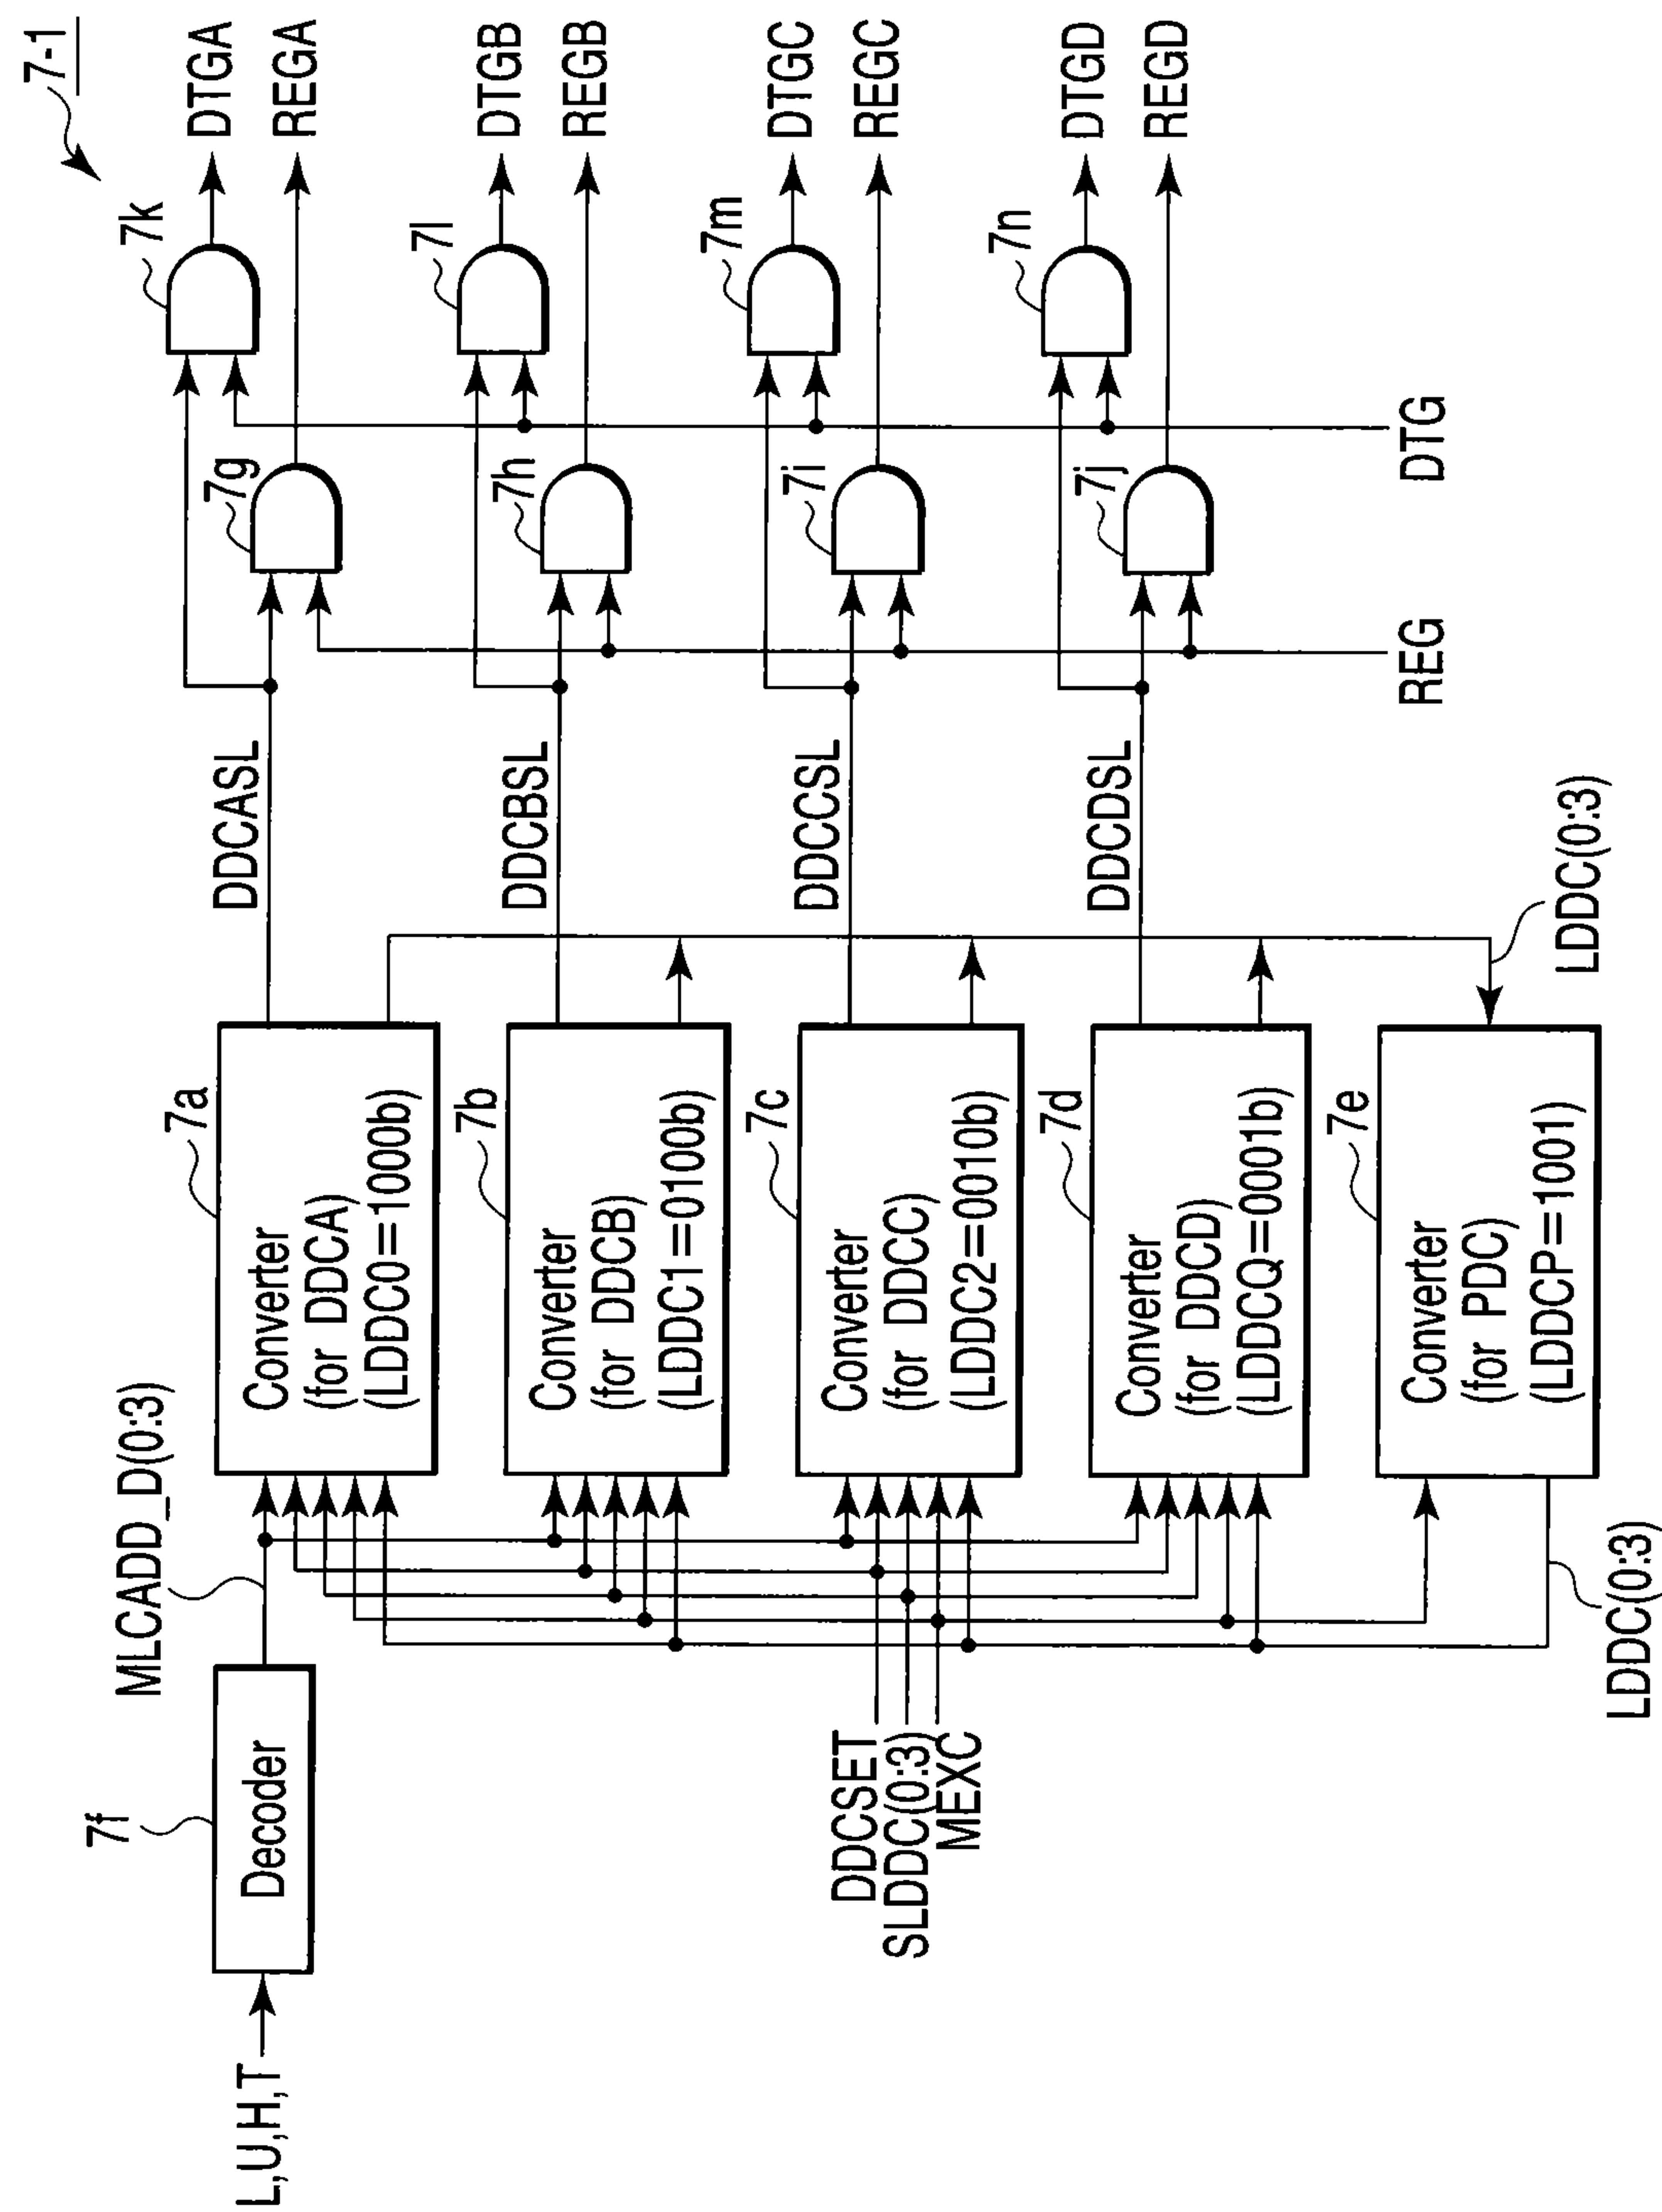 7-1
L,U,H,T
7f
Decoder
MLCADD_D(0:3)
DDCSET
SLDDC(0:3)
MEXC
7a
Converter
(for DDCA)
(LDDC0=1000b)
7b
Converter
(for DDCB)
(LDDC1=0100b)
7c
Converter
(for DDCC)
(LDDC2=0010b)
7d
Converter
(for DDCD)
(LDDCQ=0001b)
7e
Converter
(for PDC)
(LDDCP=1001)
LDDC(0:3)
LDDC(0:3)
DDCASL
DDCBSL
DDCCSL
DDCDSL
REG
DTG
7g
7h
7i
7j
7k
7l
7m
7n
DTGA
REGA
DTGB
REGB
DTGC
REGC
DTGD
REGD